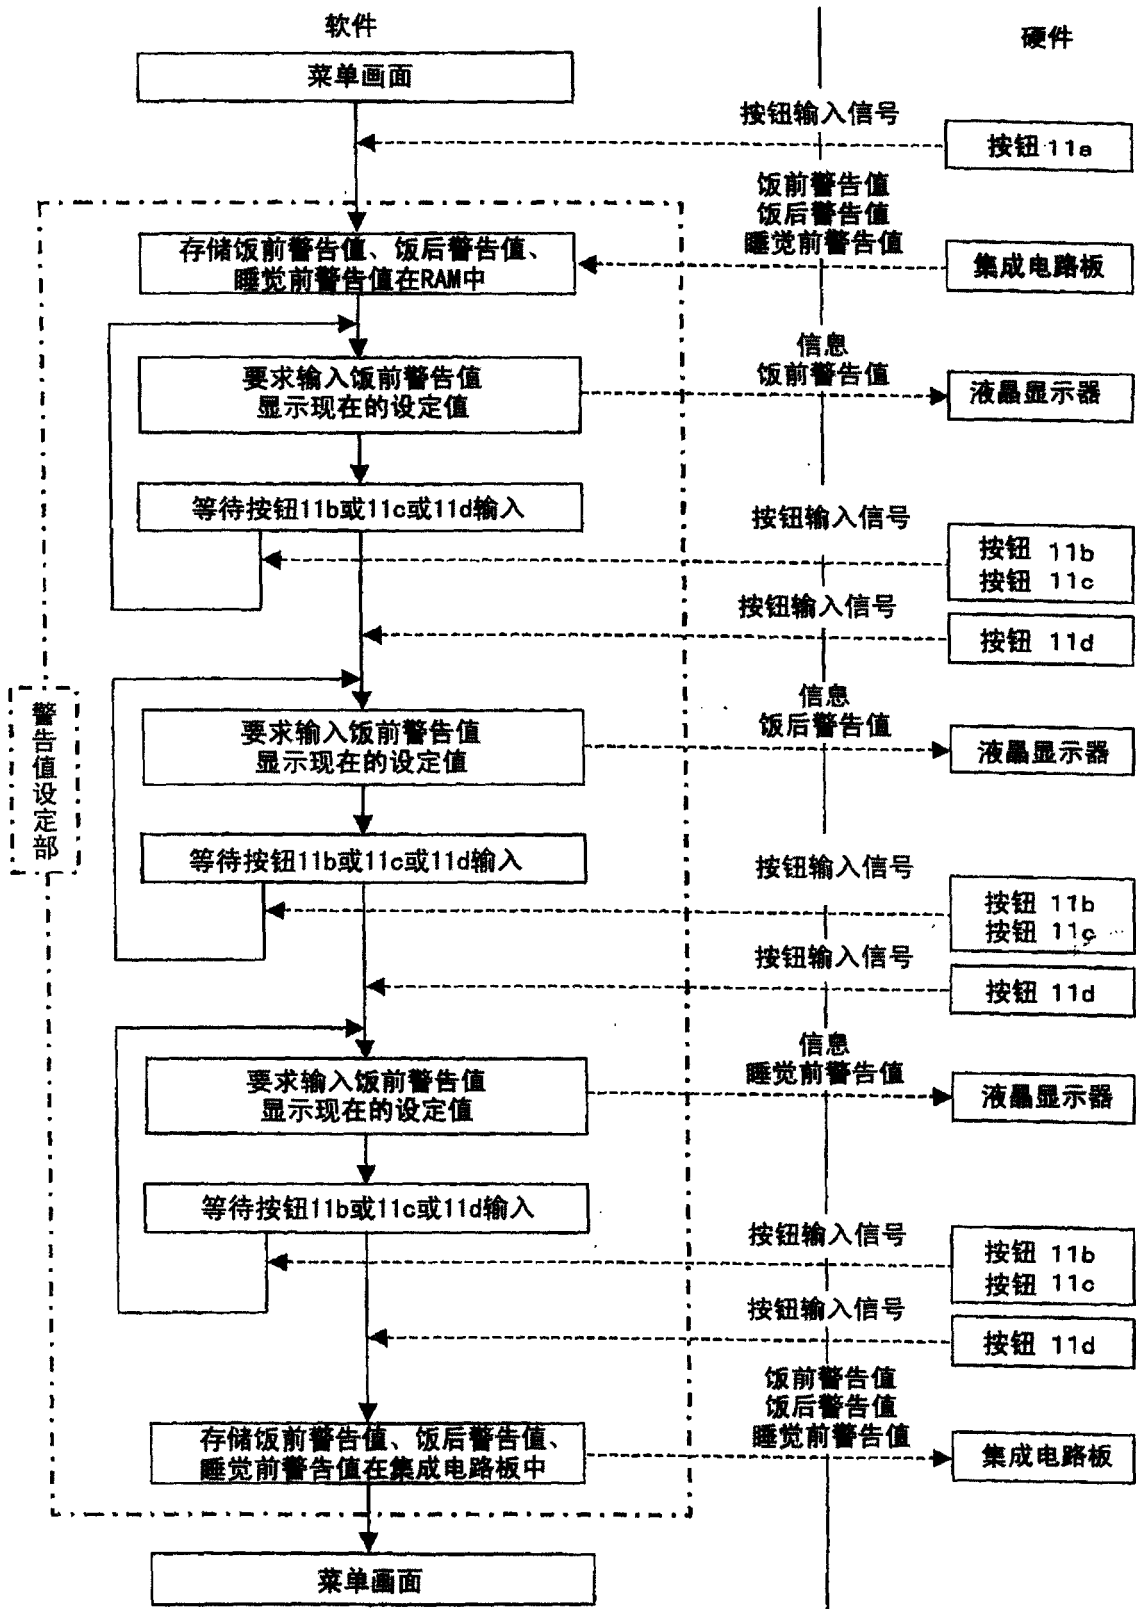 软件
硬件
菜单画面
按钮输入信号
按钮 11a
饭前警告值
饭后警告值
睡觉前警告值
存储饭前警告值、饭后警告值、
睡觉前警告值在RAM中
集成电路板
信息
饭前警告值
要求输入饭前警告值
显示现在的设定值
液晶显示器
等待按钮11b或11c或11d输入
按钮输入信号
按钮 11b
按钮 11c
按钮输入信号
按钮 11d
警告值设定部
信息
饭后警告值
要求输入饭前警告值
显示现在的设定值
液晶显示器
等待按钮11b或11c或11d输入
按钮输入信号
按钮 11b
按钮 11c
按钮输入信号
按钮 11d
信息
睡觉前警告值
要求输入饭前警告值
显示现在的设定值
液晶显示器
等待按钮11b或11c或11d输入
按钮输入信号
按钮 11b
按钮 11c
按钮输入信号
按钮 11d
饭前警告值
饭后警告值
睡觉前警告值
存储饭前警告值、饭后警告值、
睡觉前警告值在集成电路板中
集成电路板
菜单画面